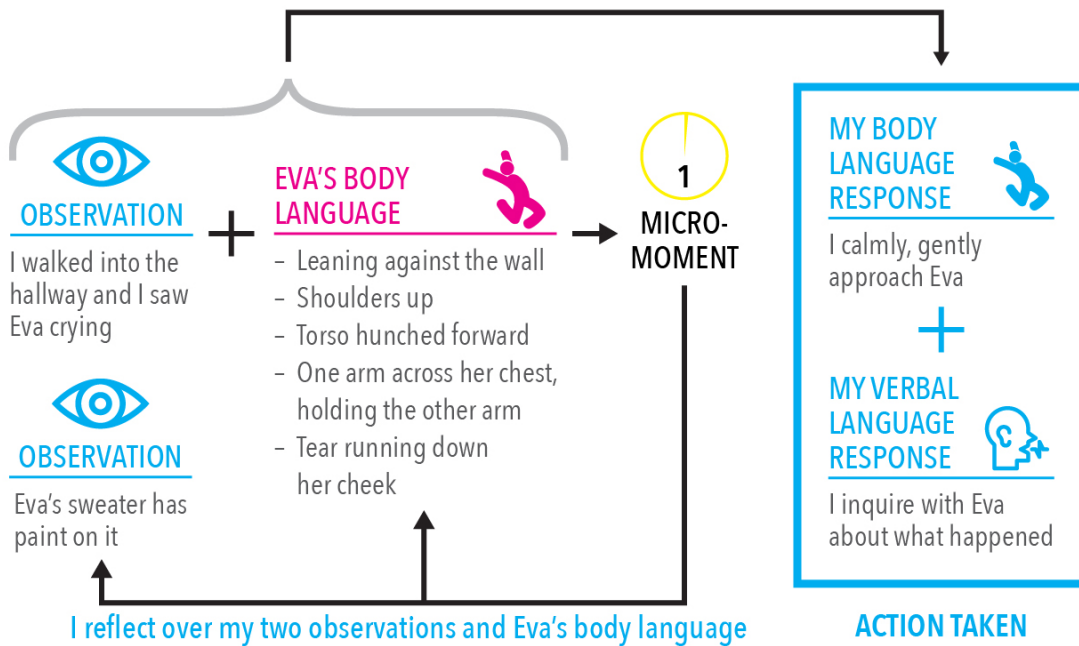 OBSERVATION
I walked into the
hallway and I saw
Eva crying
OBSERVATION
Eva’s sweater has
paint on it
EVA’S BODY
LANGUAGE
– Leaning against the wall
– Shoulders up
– Torso hunched forward
– One arm across her chest,
holding the other arm
– Tear running down
her cheek
1
MICRO-
MOMENT
I reflect over my two observations and Eva’s body language
MY BODY
LANGUAGE
RESPONSE
I calmly, gently
approach Eva
MY VERBAL
LANGUAGE
RESPONSE
I inquire with Eva
about what happened
ACTION TAKEN